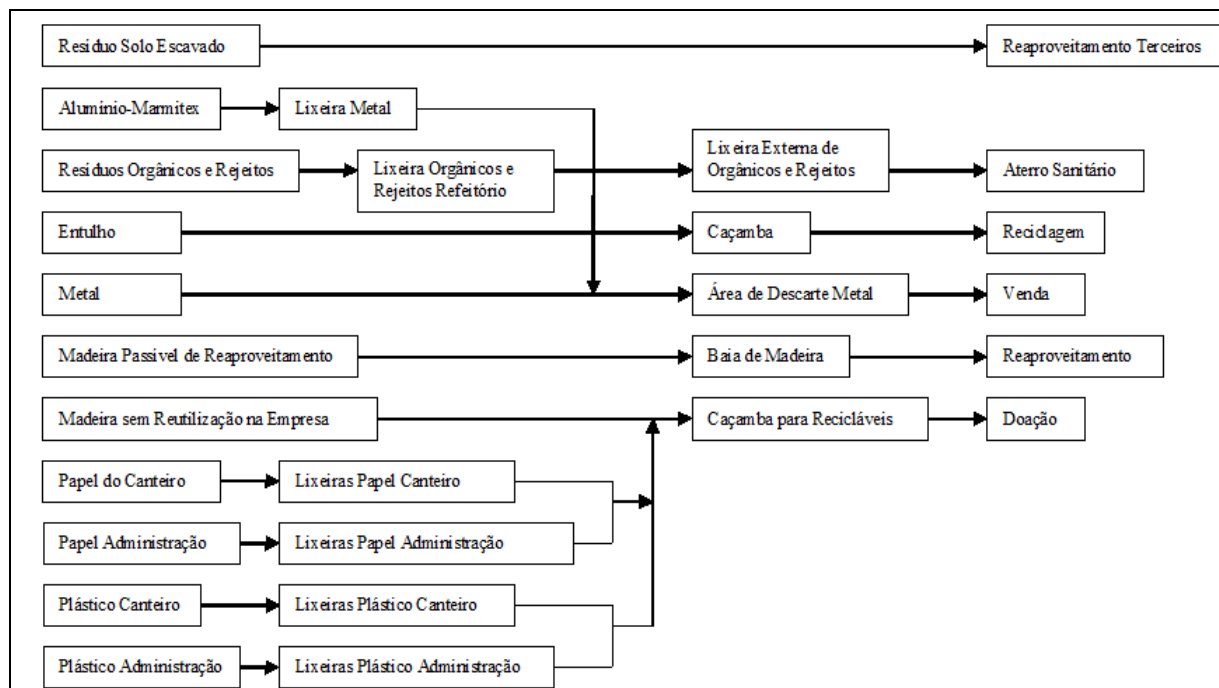 Resíduo Solo Escavado
Reaproveitamento Terceiros
Alumínio-Marmitex
Lixeira Metal
Resíduos Orgânicos e Rejeitos
Lixeira Orgânicos e
Rejeitos Refeitório
Lixeira Externa de
Orgânicos e Rejeitos
Aterro Sanitário
Entulho
Caçamba
Reciclagem
Metal
Área de Descarte Metal
Venda
Madeira Passível de Reaproveitamento
Baia de Madeira
Reaproveitamento
Madeira sem Reutilização na Empresa
Caçamba para Recicláveis
Doação
Papel do Canteiro
Lixeiras Papel Canteiro
Papel Administração
Lixeiras Papel Administração
Plástico Canteiro
Lixeiras Plástico Canteiro
Plástico Administração
Lixeiras Plástico Administração